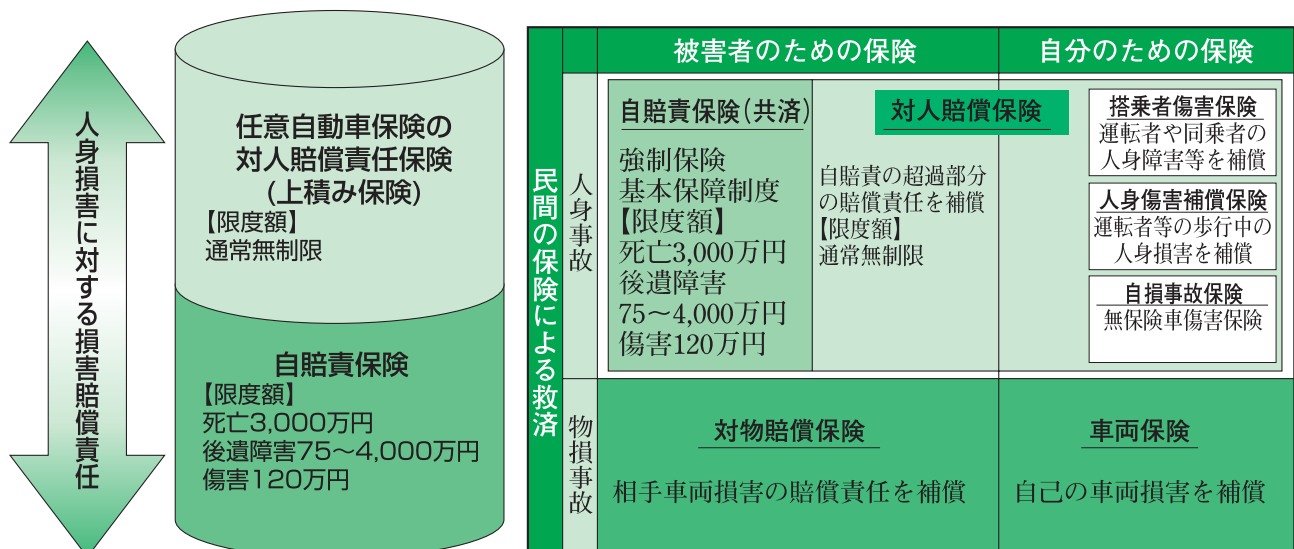 人身損害に対する損害賠償責任
任意自動車保険の
対人賠償責任保険
(上積み保険)
【限度額】
通常無制限
自賠責保険
【限度額】
死亡3,000万円
後遺障害75〜4,000万円
傷害120万円
民間の保険による救済
被害者のための保険
自分のための保険
人身事故
自賠責保険(共済)
強制保険
基本保障制度
【限度額】
死亡3,000万円
後遺障害
75〜4,000万円
傷害120万円
対人賠償保険
自賠責の超過部分
の賠償責任を補償
【限度額】
通常無制限
搭乗者傷害保険
運転者や同乗者の
人身障害等を補償
人身傷害補償保険
運転者等の歩行中の
人身損害を補償
自損事故保険
無保険車傷害保険
物損事故
対物賠償保険
相手車両損害の賠償責任を補償
車両保険
自己の車両損害を補償